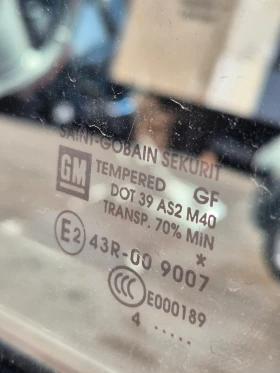 SAINT-GOBAIN SEKURIT
GM TEMPERED GF
DOT 39 AS2 M40
TRANSP. 70% MIN
*
E2 43R-00 9007
CCC E000189
4 .....